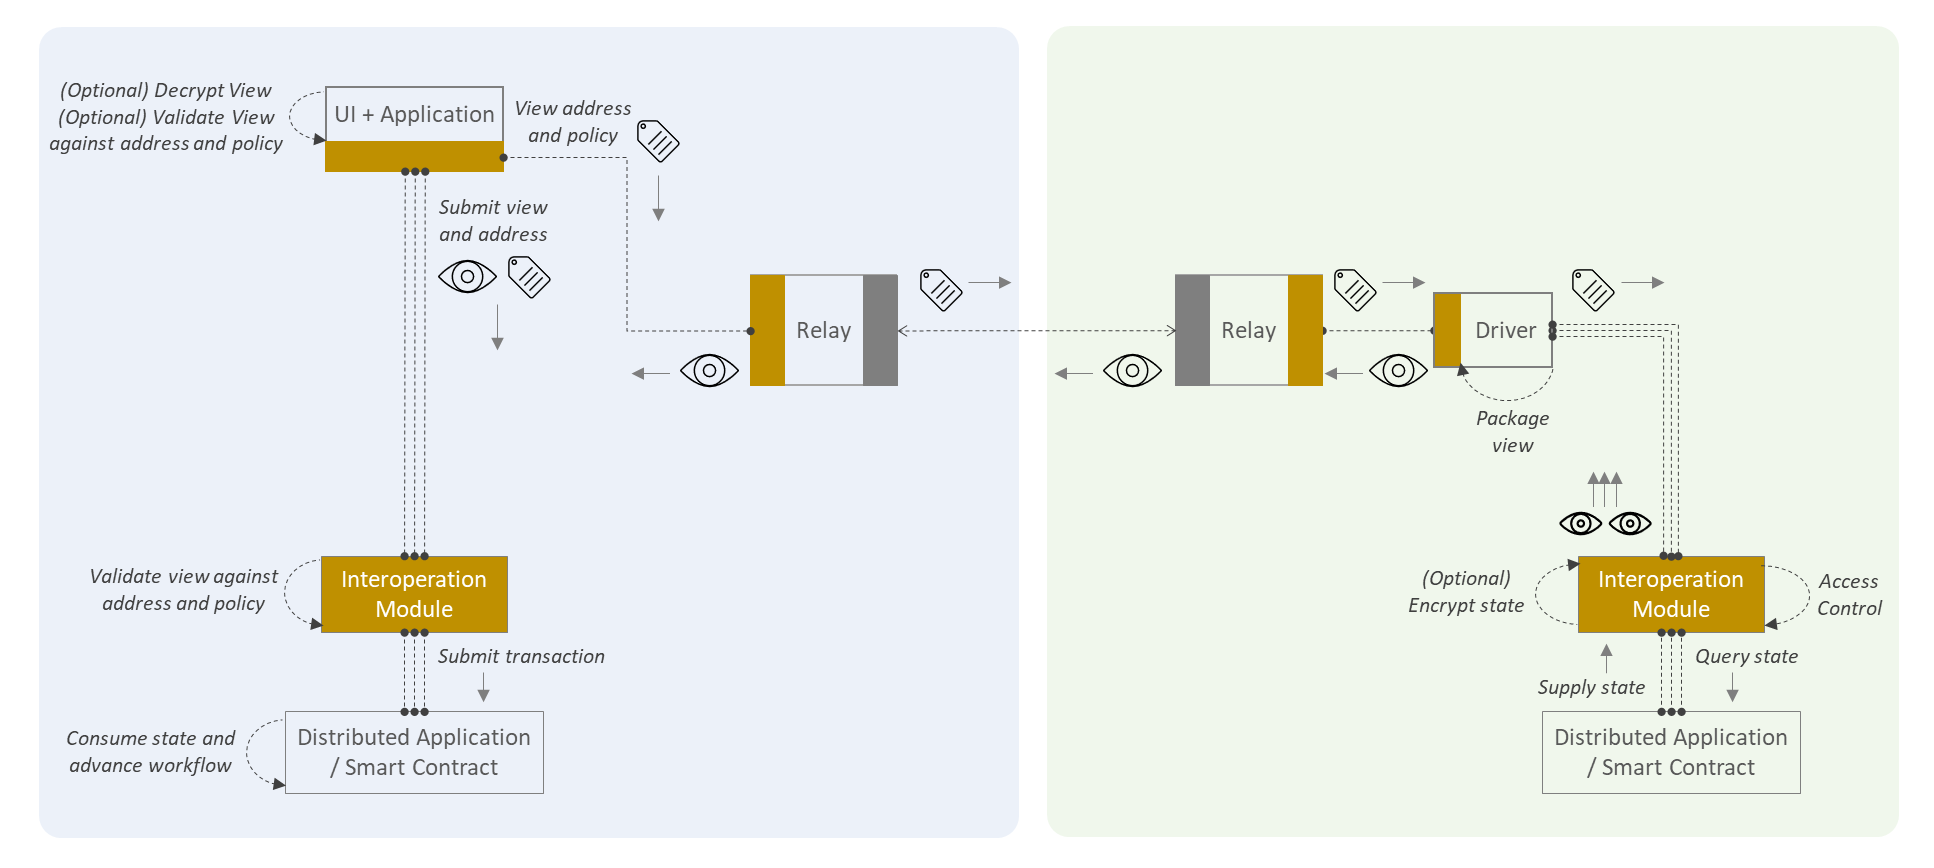 (Optional) Decrypt View
(Optional) Validate View
against address and policy
UI + Application
View address
and policy
Submit view
and address
Relay
Relay
Driver
Package
view
Validate view against
address and policy
Interoperation
Module
Submit transaction
Consume state and
advance workflow
Distributed Application
/ Smart Contract
(Optional)
Encrypt state
Interoperation
Module
Access
Control
Query state
Supply state
Distributed Application
/ Smart Contract